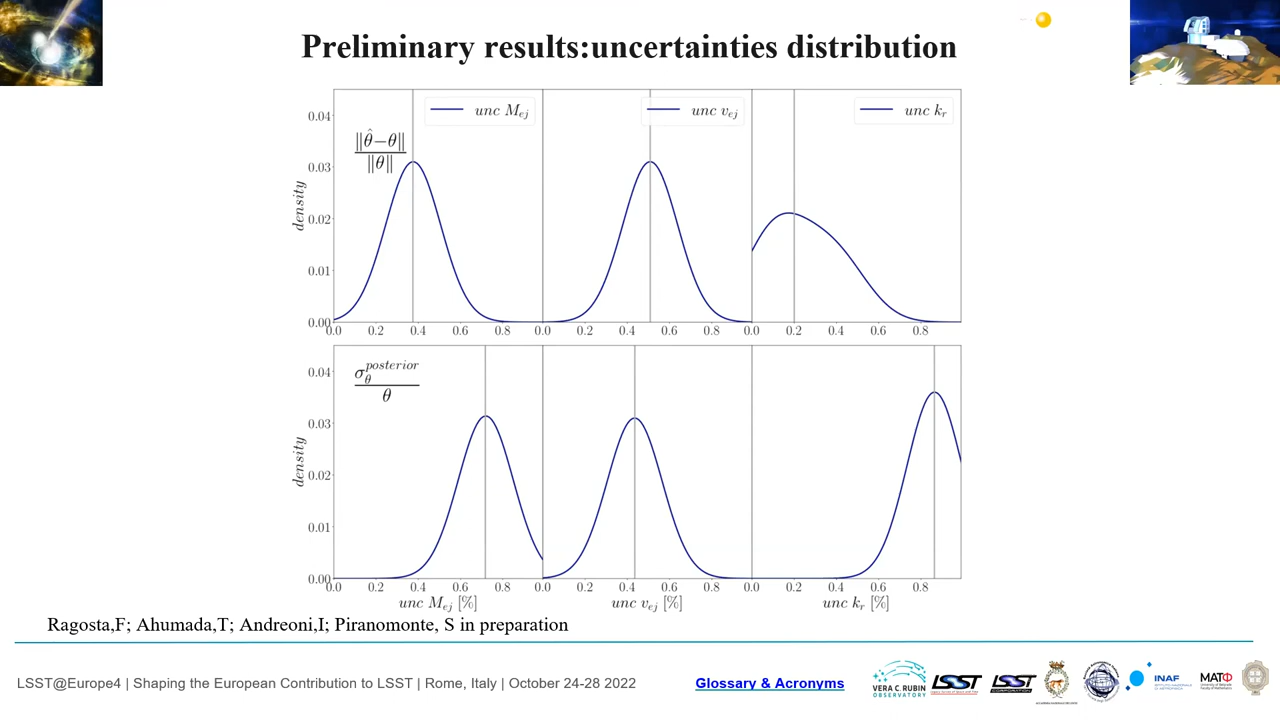 Preliminary results:uncertainties distribution
unc M_ej
unc v_ej
unc k_r
‖θ̂−θ‖
‖θ‖
density
0.04
0.03
0.02
0.01
0.00
0.0 0.2 0.4 0.6 0.8 0.0 0.2 0.4 0.6 0.8 0.0 0.2 0.4 0.6 0.8
σ_θ^posterior
θ
density
0.04
0.03
0.02
0.01
0.00
0.0 0.2 0.4 0.6 0.8 0.0 0.2 0.4 0.6 0.8 0.0 0.2 0.4 0.6 0.8
unc M_ej [%] unc v_ej [%] unc k_r [%]
Ragosta,F; Ahumada,T; Andreoni,I; Piranomonte, S in preparation
LSST@Europe4 | Shaping the European Contribution to LSST | Rome, Italy | October 24-28 2022
Glossary & Acronyms
VERA C. RUBIN
OBSERVATORY
LSST
LSST
CORPORATION
INAF
MATF